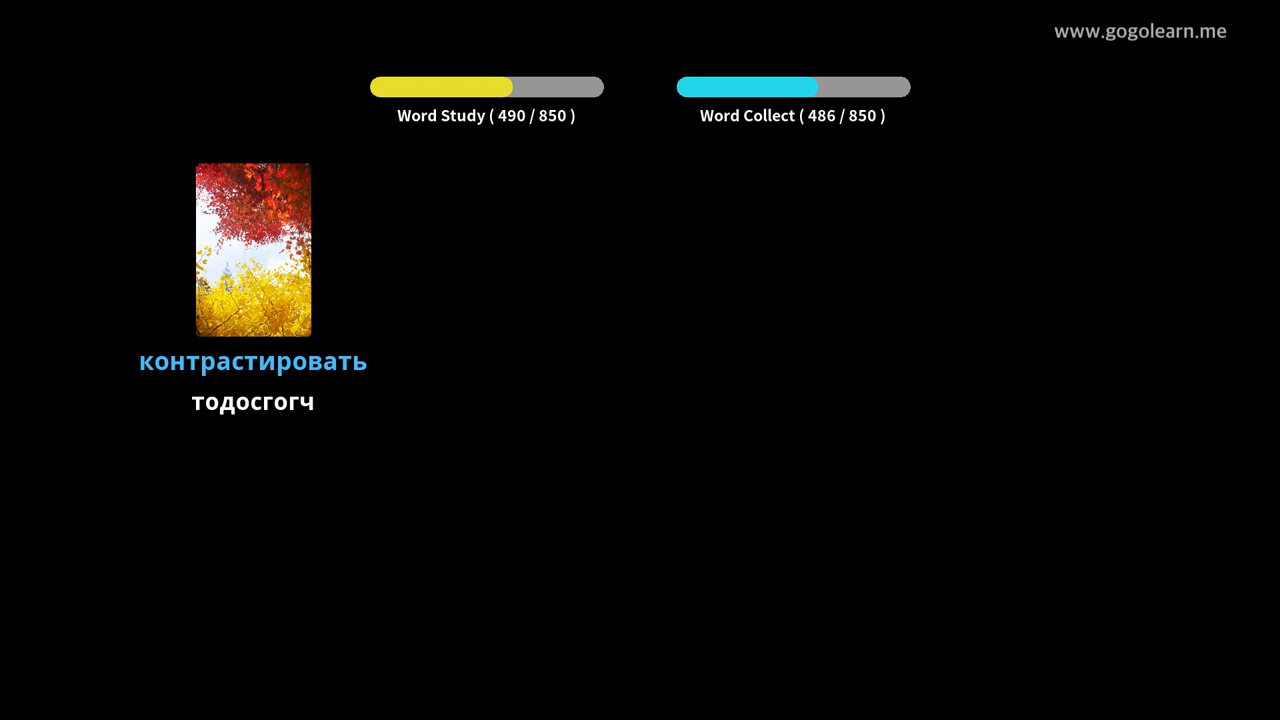 www.gogolearn.me
Word Study ( 490 / 850 )
Word Collect ( 486 / 850 )
контрастировать
тодосгогч